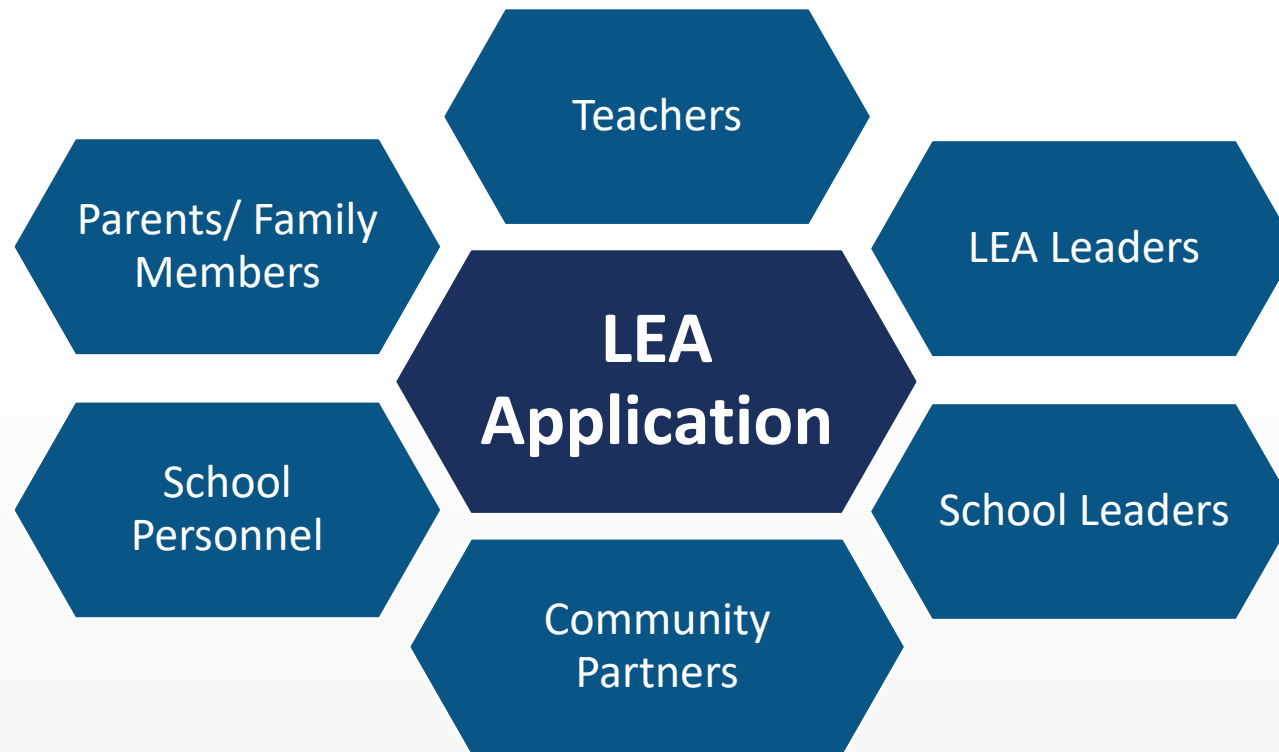 Teachers
Parents/ Family
Members
LEA Leaders
LEA
Application
School
Personnel
School Leaders
Community
Partners